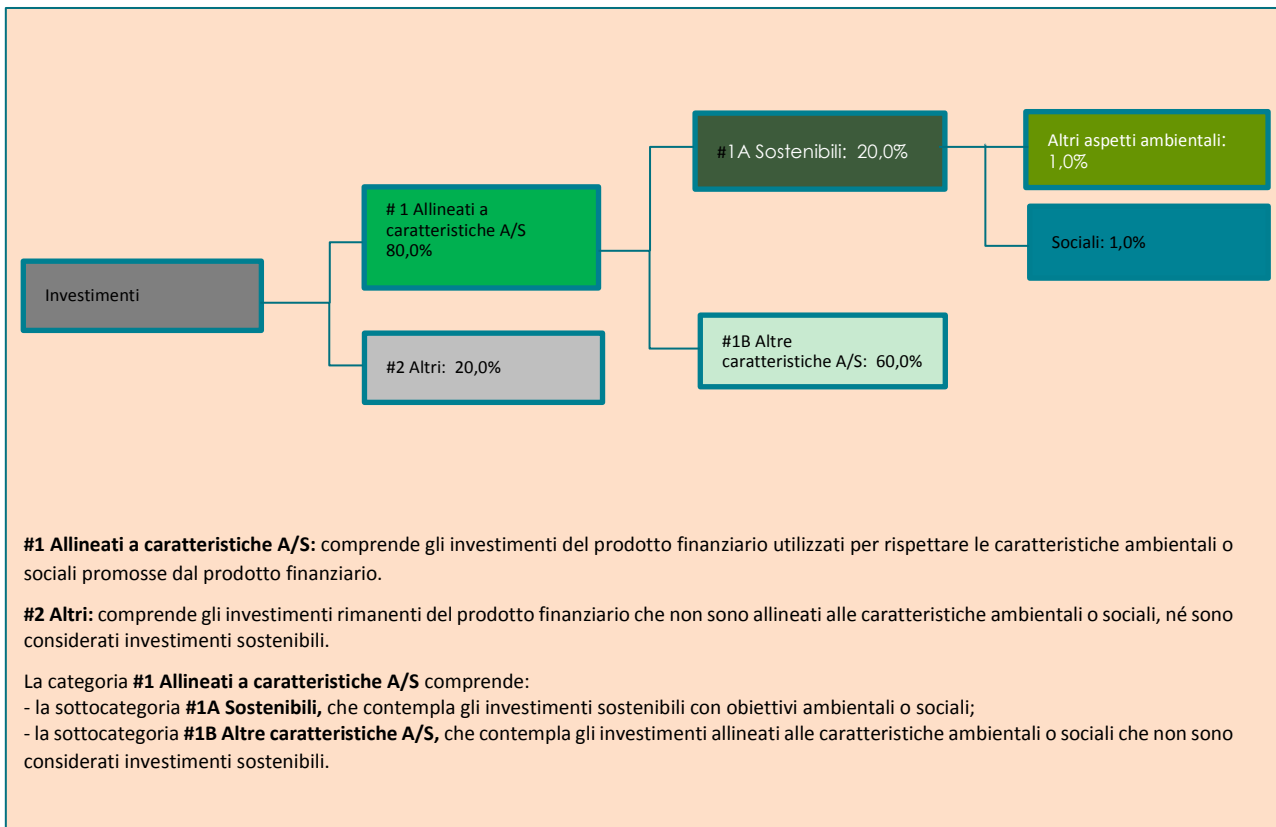 #1A Sostenibili: 20,0%
Altri aspetti ambientali:
1,0%
# 1 Allineati a
caratteristiche A/S
80,0%
Sociali: 1,0%
Investimenti
#1B Altre
caratteristiche A/S: 60,0%
#2 Altri: 20,0%
#1 Allineati a caratteristiche A/S: comprende gli investimenti del prodotto finanziario utilizzati per rispettare le caratteristiche ambientali o
sociali promosse dal prodotto finanziario.
#2 Altri: comprende gli investimenti rimanenti del prodotto finanziario che non sono allineati alle caratteristiche ambientali o sociali, né sono
considerati investimenti sostenibili.
La categoria #1 Allineati a caratteristiche A/S comprende:
- la sottocategoria #1A Sostenibili, che contempla gli investimenti sostenibili con obiettivi ambientali o sociali;
- la sottocategoria #1B Altre caratteristiche A/S, che contempla gli investimenti allineati alle caratteristiche ambientali o sociali che non sono
considerati investimenti sostenibili.